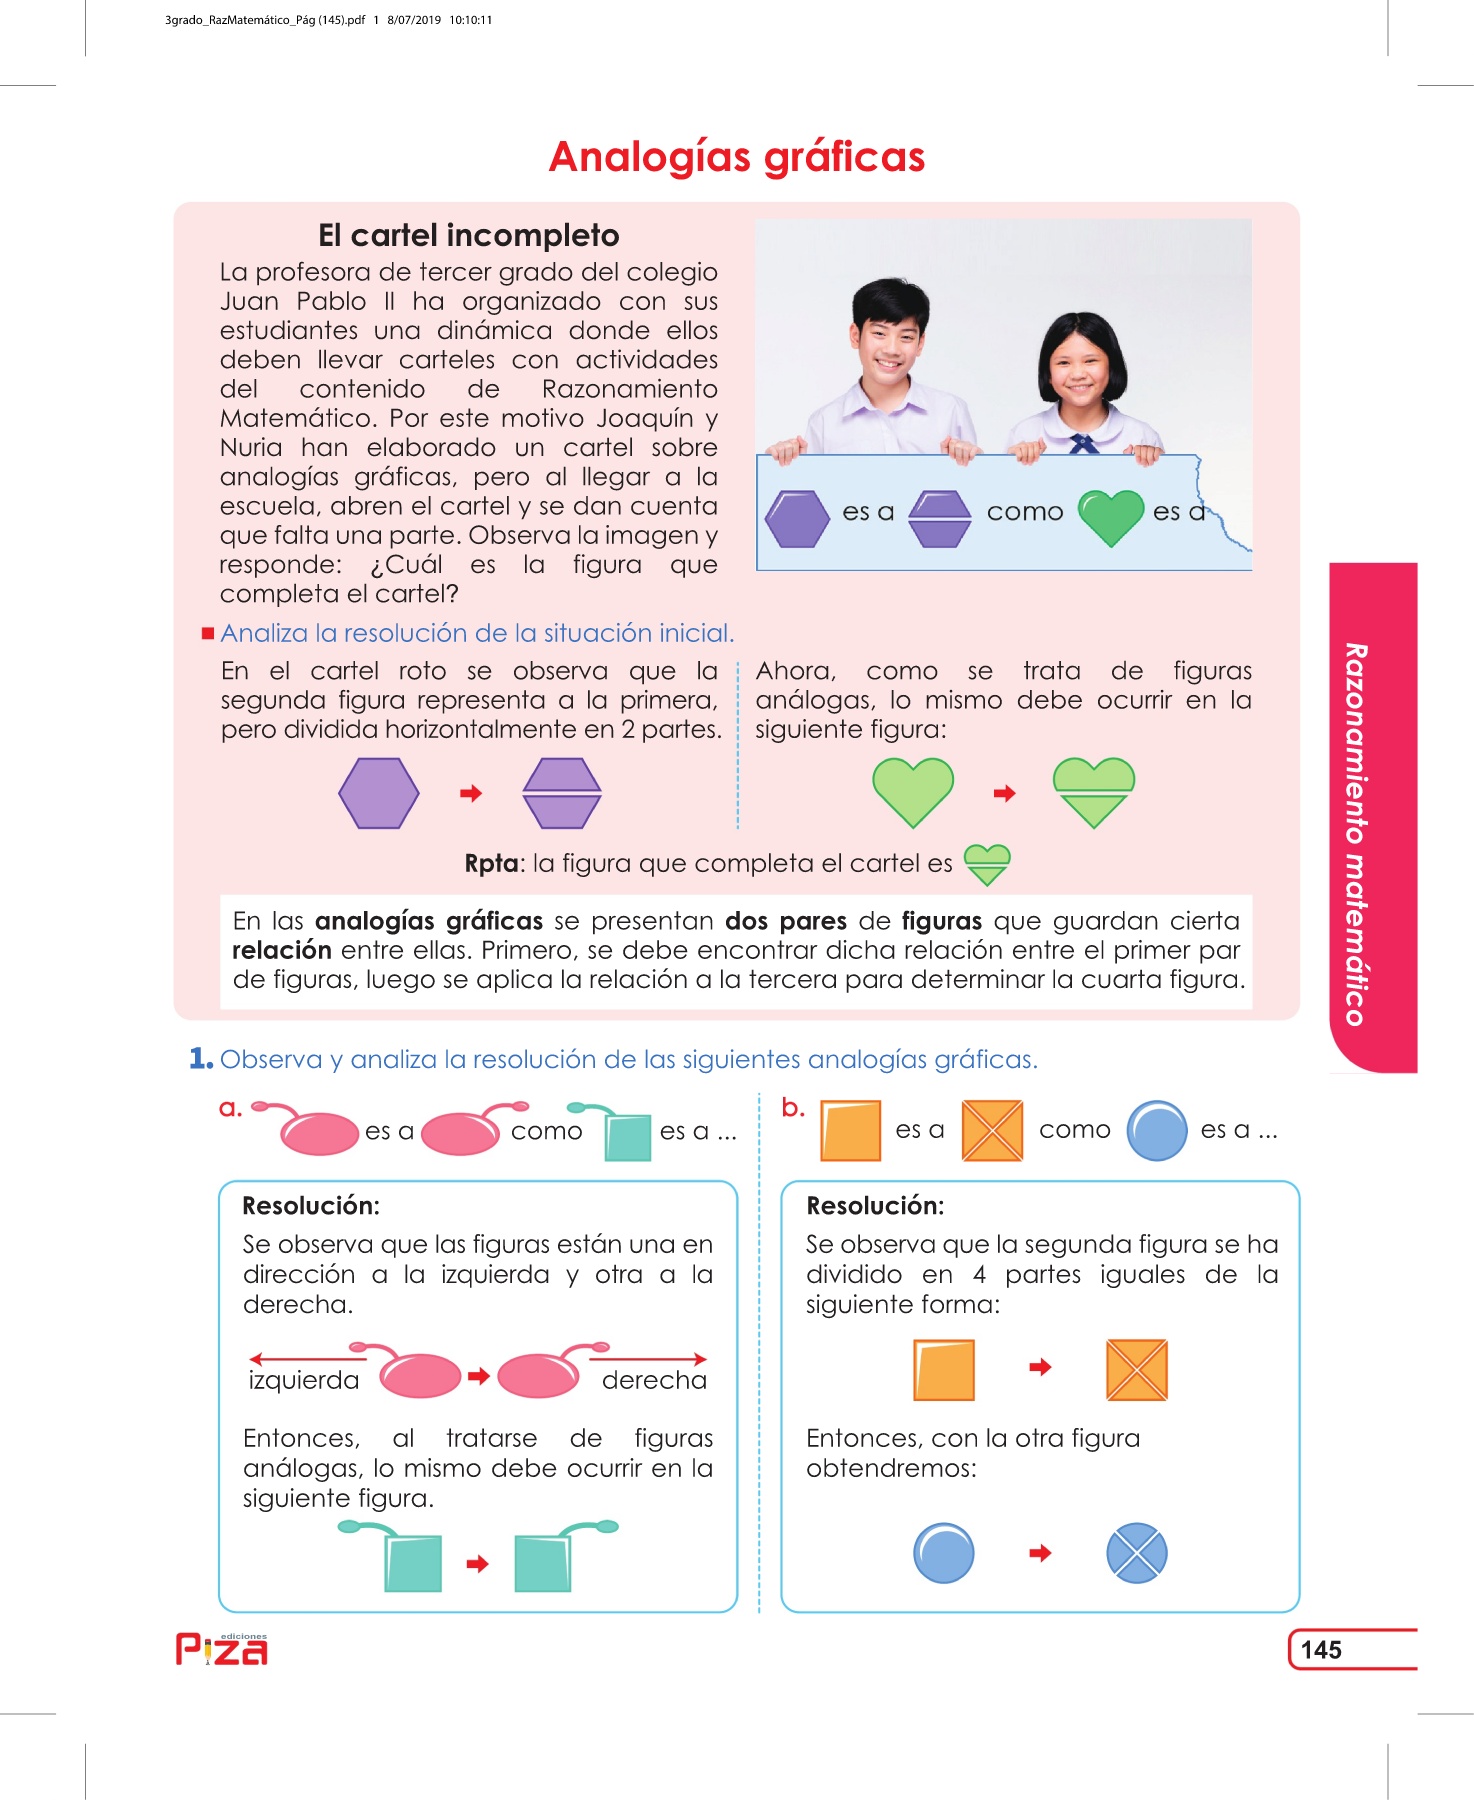 3grado_RazMatemático_Pág (145).pdf 1 8/07/2019 10:10:11
Analogías gráficas
El cartel incompleto
La profesora de tercer grado del colegio
Juan Pablo II ha organizado con sus
estudiantes una dinámica donde ellos
deben llevar carteles con actividades
del contenido de Razonamiento
Matemático. Por este motivo Joaquín y
Nuria han elaborado un cartel sobre
analogías gráficas, pero al llegar a la
escuela, abren el cartel y se dan cuenta
que falta una parte. Observa la imagen y
responde: ¿Cuál es la figura que
completa el cartel?
es a como es a
Analiza la resolución de la situación inicial.
En el cartel roto se observa que la
segunda figura representa a la primera,
pero dividida horizontalmente en 2 partes.
Ahora, como se trata de figuras
análogas, lo mismo debe ocurrir en la
siguiente figura:
Rpta: la figura que completa el cartel es
En las analogías gráficas se presentan dos pares de figuras que guardan cierta
relación entre ellas. Primero, se debe encontrar dicha relación entre el primer par
de figuras, luego se aplica la relación a la tercera para determinar la cuarta figura.
Razonamiento matemático
1. Observa y analiza la resolución de las siguientes analogías gráficas.
a. es a como es a ...
Resolución:
Se observa que las figuras están una en
dirección a la izquierda y otra a la
derecha.
izquierda derecha
Entonces, al tratarse de figuras
análogas, lo mismo debe ocurrir en la
siguiente figura.
b. es a como es a ...
Resolución:
Se observa que la segunda figura se ha
dividido en 4 partes iguales de la
siguiente forma:
Entonces, con la otra figura
obtendremos:
ediciones
Piza
145